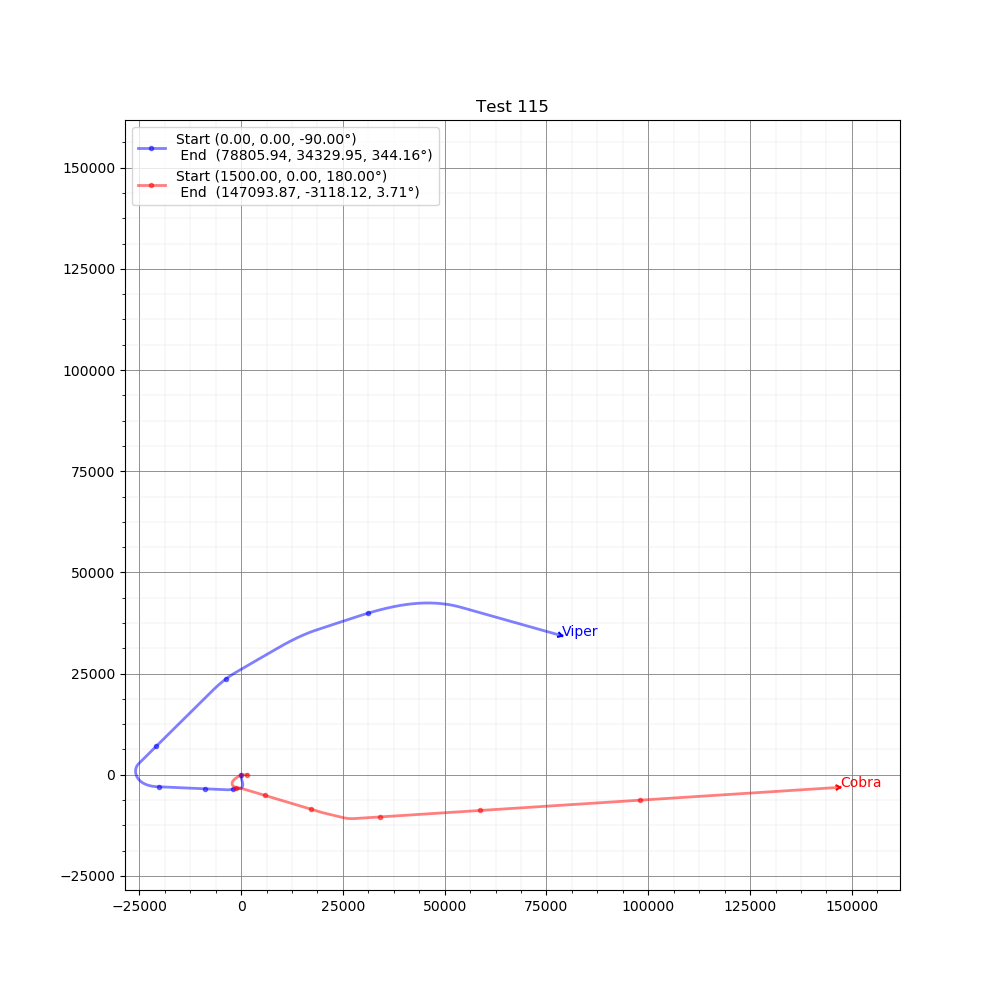 Test 115
Start (0.00, 0.00, -90.00°)
End (78805.94, 34329.95, 344.16°)
Start (1500.00, 0.00, 180.00°)
End (147093.87, -3118.12, 3.71°)
150000
125000
100000
75000
50000
25000
0
−25000
Viper
Cobra
−25000 0 25000 50000 75000 100000 125000 150000